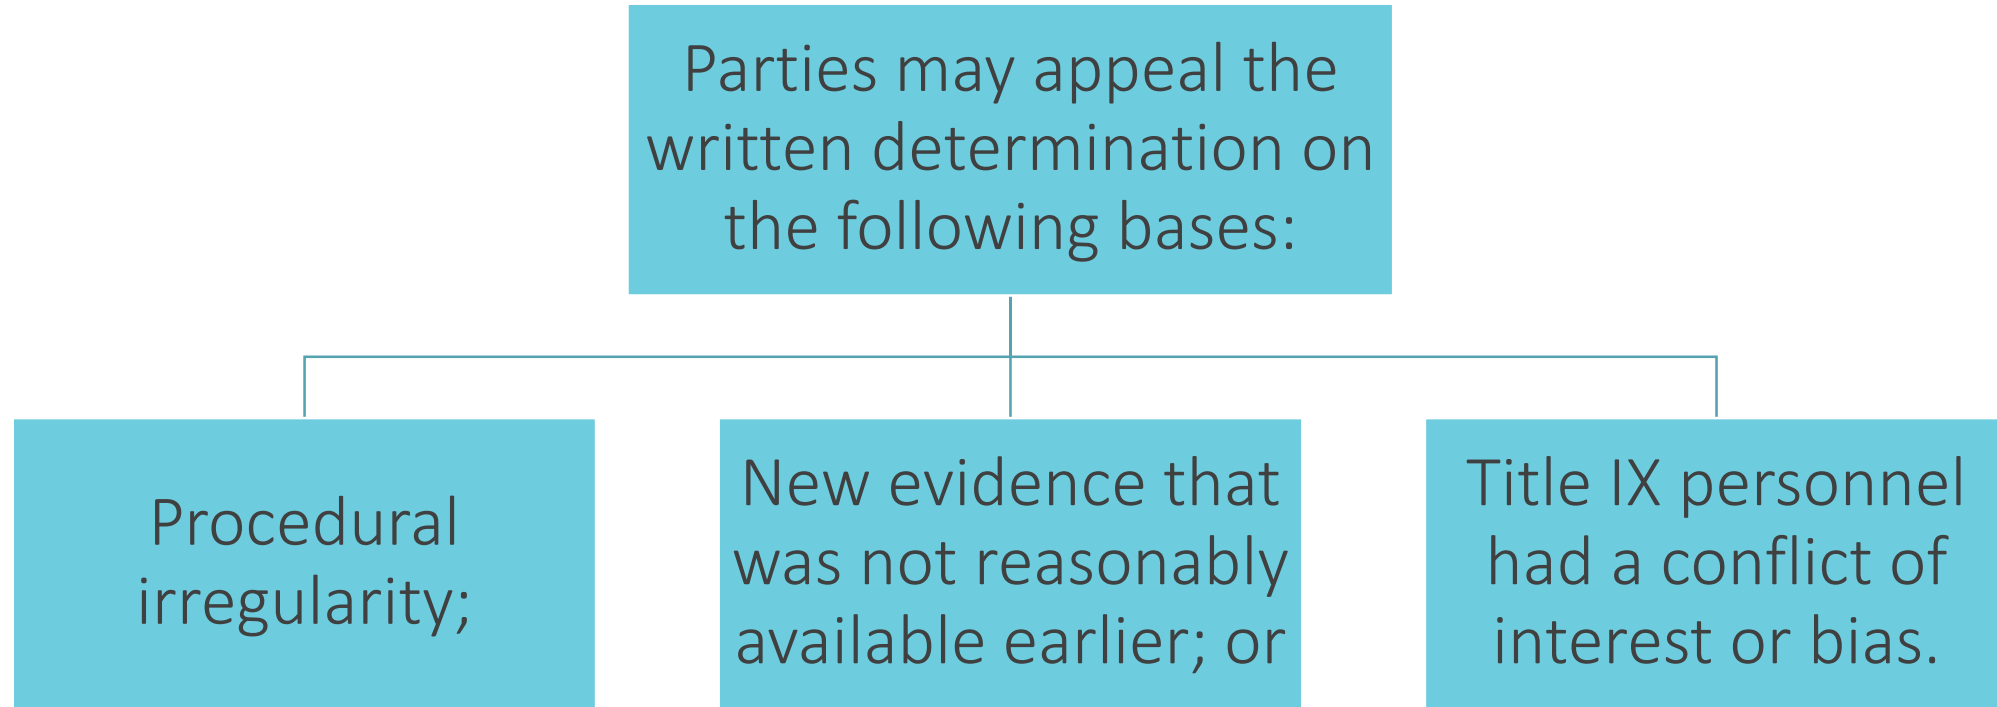 Parties may appeal the
written determination on
the following bases:
Procedural
irregularity;
New evidence that
was not reasonably
available earlier; or
Title IX personnel
had a conflict of
interest or bias.